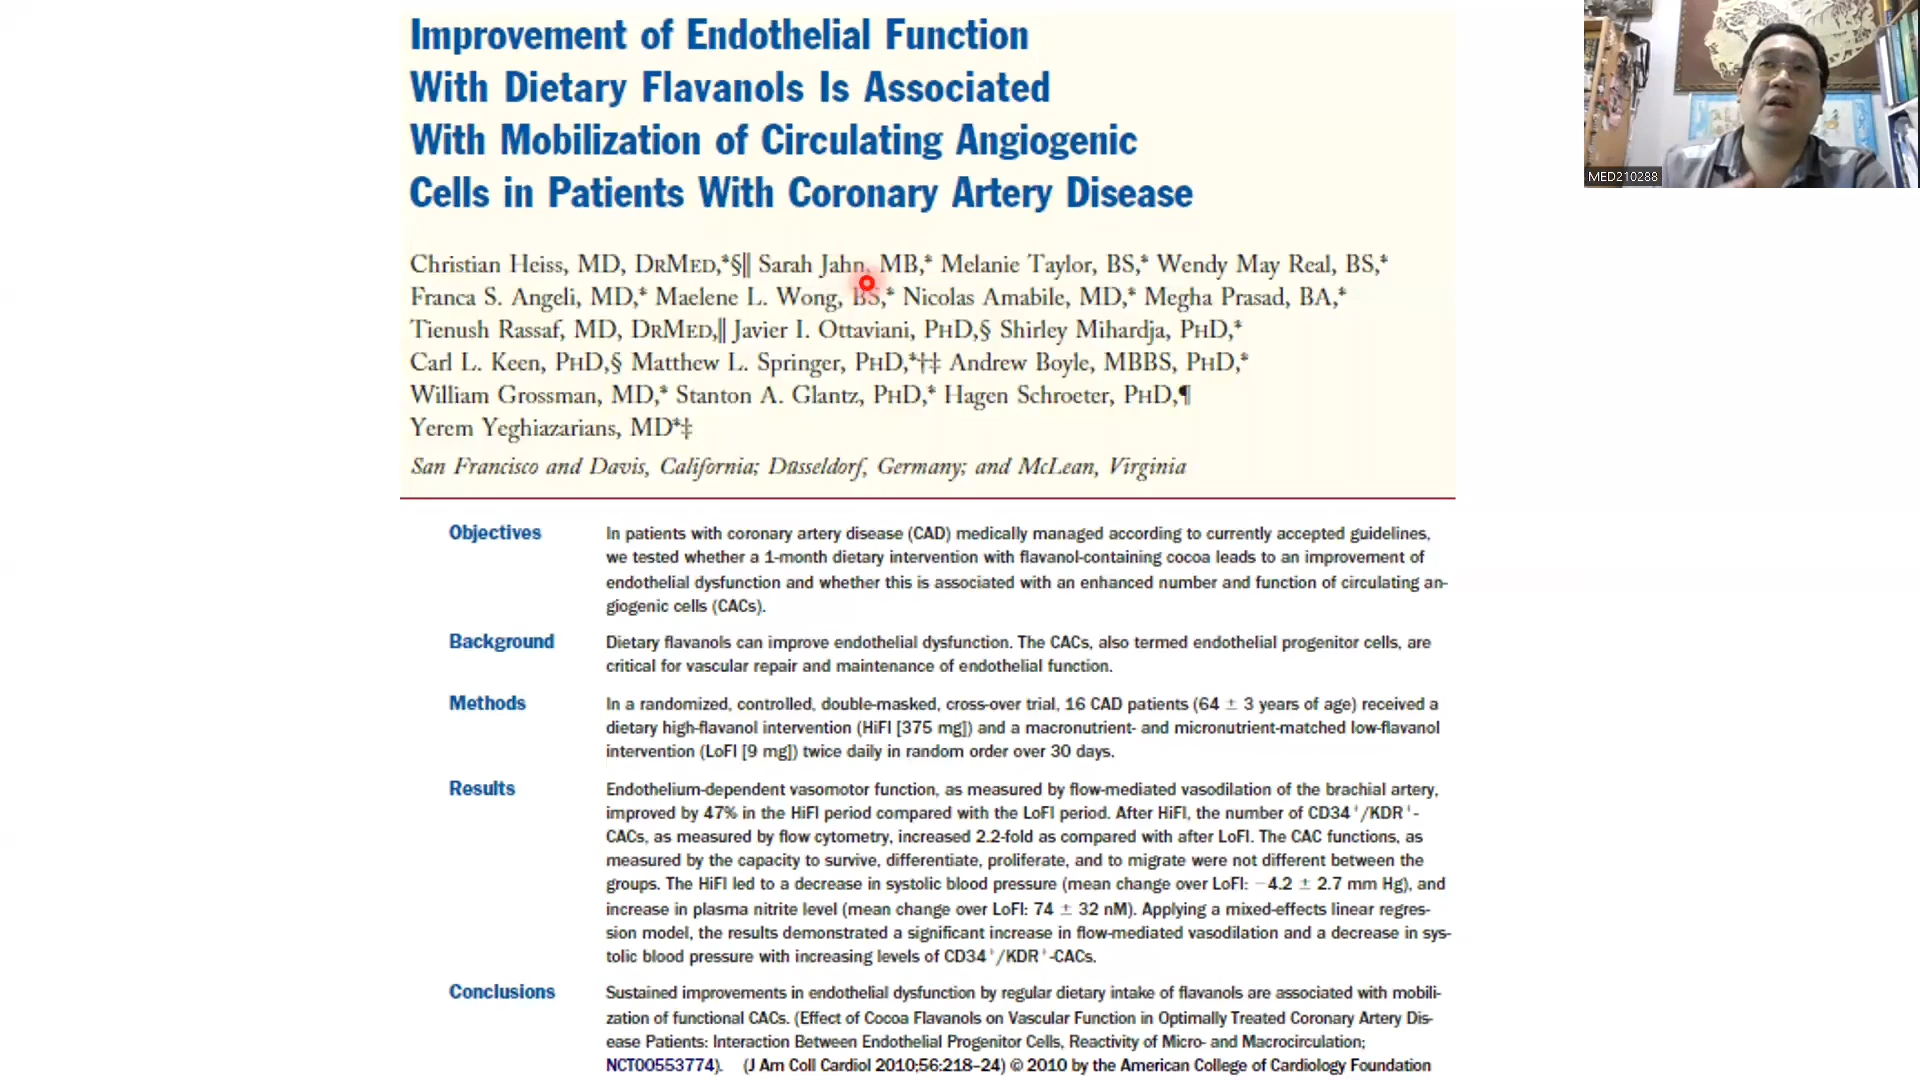 Improvement of Endothelial Function
With Dietary Flavanols Is Associated
With Mobilization of Circulating Angiogenic
Cells in Patients With Coronary Artery Disease
Christian Heiss, MD, DrMed,*§‖ Sarah Jahn, MB,* Melanie Taylor, BS,* Wendy May Real, BS,*
Franca S. Angeli, MD,* Maelene L. Wong, BS,* Nicolas Amabile, MD,* Megha Prasad, BA,*
Tienush Rassaf, MD, DrMed,‖ Javier I. Ottaviani, PhD,§ Shirley Mihardja, PhD,*
Carl L. Keen, PhD,§ Matthew L. Springer, PhD,*†‡ Andrew Boyle, MBBS, PhD,*
William Grossman, MD,* Stanton A. Glantz, PhD,* Hagen Schroeter, PhD,¶
Yerem Yeghiazarians, MD*‡
San Francisco and Davis, California; Düsseldorf, Germany; and McLean, Virginia
Objectives In patients with coronary artery disease (CAD) medically managed according to currently accepted guidelines,
we tested whether a 1-month dietary intervention with flavanol-containing cocoa leads to an improvement of
endothelial dysfunction and whether this is associated with an enhanced number and function of circulating an-
giogenic cells (CACs).
Background Dietary flavanols can improve endothelial dysfunction. The CACs, also termed endothelial progenitor cells, are
critical for vascular repair and maintenance of endothelial function.
Methods In a randomized, controlled, double-masked, cross-over trial, 16 CAD patients (64 ± 3 years of age) received a
dietary high-flavanol intervention (HiFI [375 mg]) and a macronutrient- and micronutrient-matched low-flavanol
intervention (LoFI [9 mg]) twice daily in random order over 30 days.
Results Endothelium-dependent vasomotor function, as measured by flow-mediated vasodilation of the brachial artery,
improved by 47% in the HiFI period compared with the LoFI period. After HiFI, the number of CD34⁺/KDR⁺-
CACs, as measured by flow cytometry, increased 2.2-fold as compared with after LoFI. The CAC functions, as
measured by the capacity to survive, differentiate, proliferate, and to migrate were not different between the
groups. The HiFI led to a decrease in systolic blood pressure (mean change over LoFI: −4.2 ± 2.7 mm Hg), and
increase in plasma nitrite level (mean change over LoFI: 74 ± 32 nM). Applying a mixed-effects linear regres-
sion model, the results demonstrated a significant increase in flow-mediated vasodilation and a decrease in sys-
tolic blood pressure with increasing levels of CD34⁺/KDR⁺-CACs.
Conclusions Sustained improvements in endothelial dysfunction by regular dietary intake of flavanols are associated with mobili-
zation of functional CACs. (Effect of Cocoa Flavanols on Vascular Function in Optimally Treated Coronary Artery Dis-
ease Patients: Interaction Between Endothelial Progenitor Cells, Reactivity of Micro- and Macrocirculation;
NCT00553774). (J Am Coll Cardiol 2010;56:218–24) © 2010 by the American College of Cardiology Foundation
MED210288